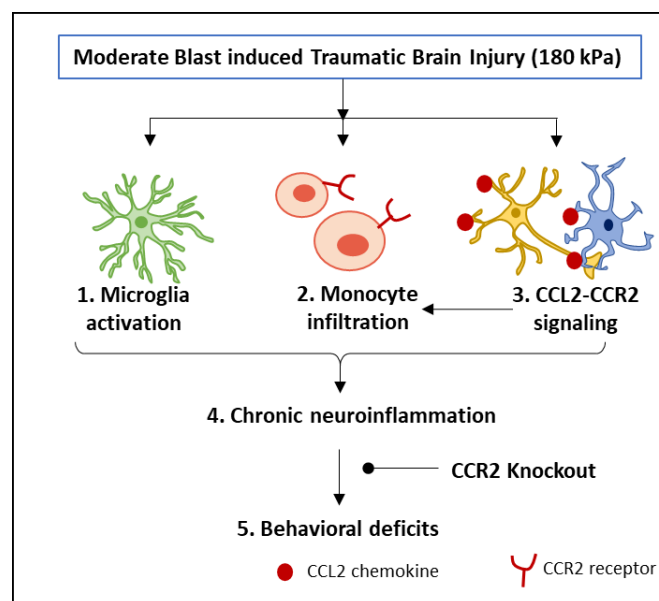 Moderate Blast induced Traumatic Brain Injury (180 kPa)
1. Microglia
activation
2. Monocyte
infiltration
3. CCL2-CCR2
signaling
4. Chronic neuroinflammation
CCR2 Knockout
5. Behavioral deficits
CCL2 chemokine
CCR2 receptor